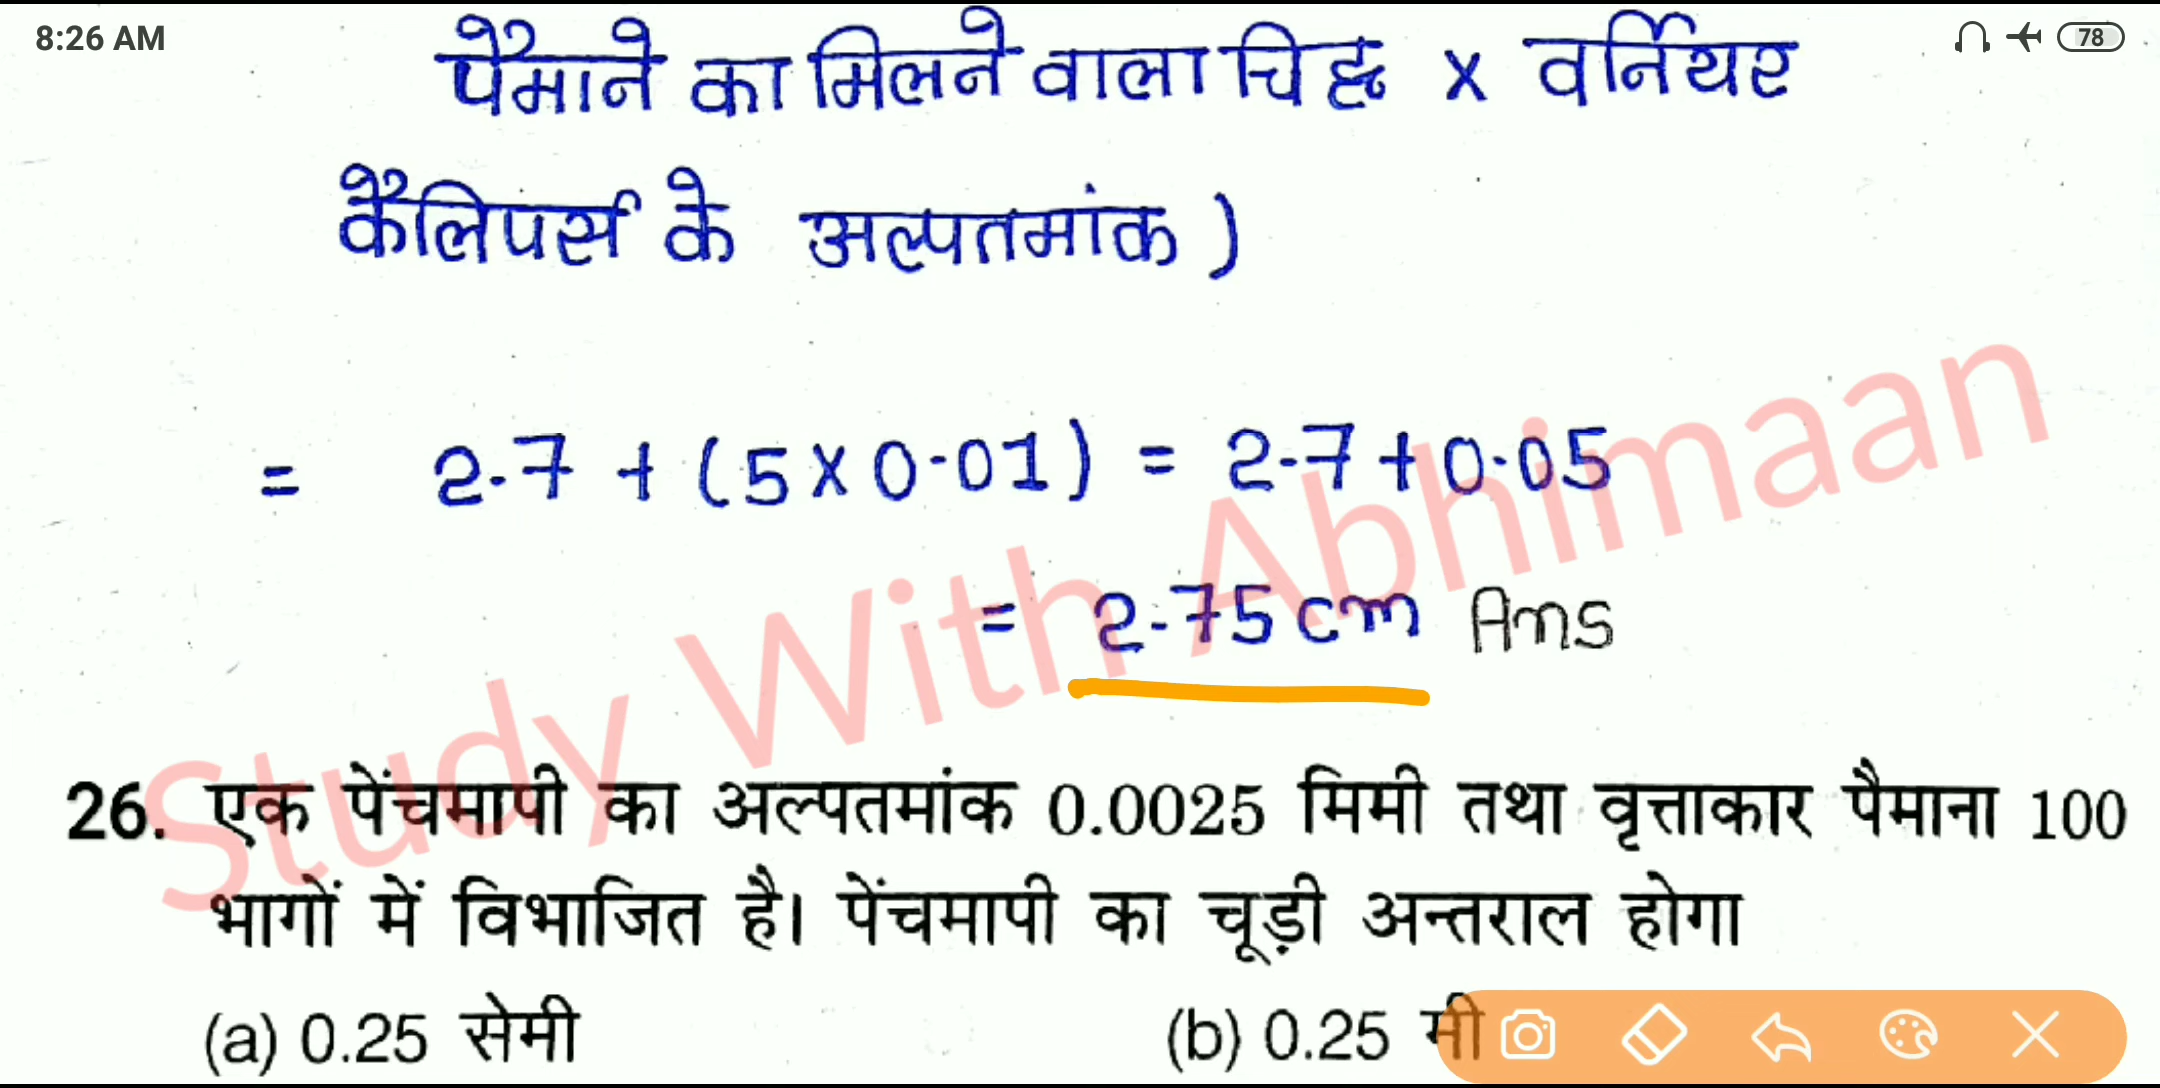 8:26 AM
78
पैमाने का मिलने वाला चिह्न x वर्नियर
कैलिपर्स के अल्पतमांक )
= 2.7 + (5 X 0.01) = 2.7 + 0.05
= 2.75 cm Ans
Study With Abhimaan
26. एक पेंचमापी का अल्पतमांक 0.0025 मिमी तथा वृत्ताकार पैमाना 100
भागों में विभाजित है। पेंचमापी का चूड़ी अन्तराल होगा
(a) 0.25 सेमी (b) 0.25 मी